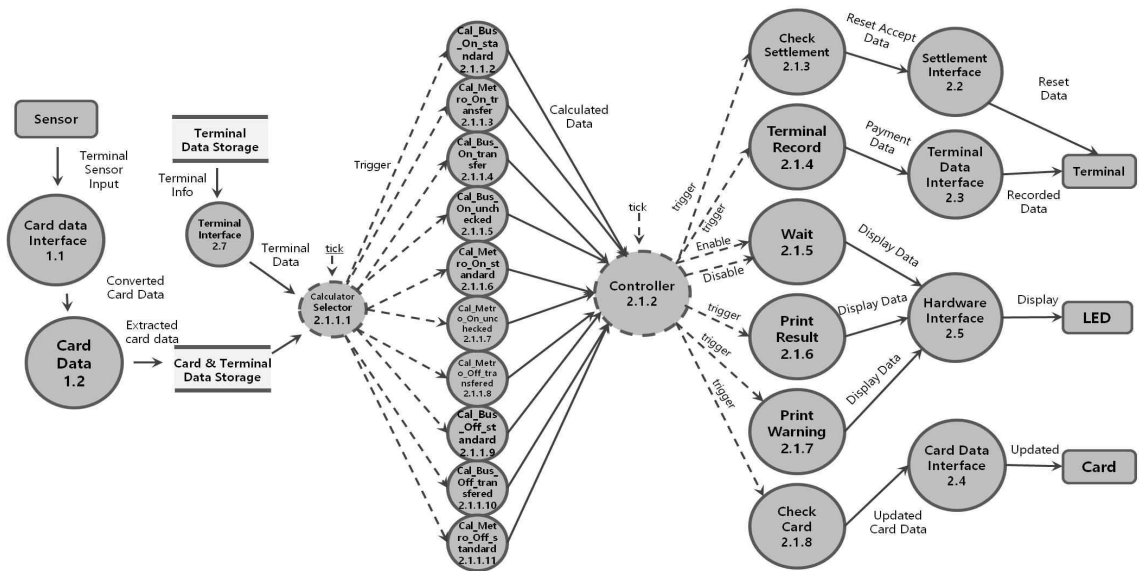 Sensor
Terminal
Sensor
Input
Card data
Interface
1.1
Converted
Card Data
Card
Data
1.2
Extracted
card data
Terminal
Data Storage
Terminal
Info
Terminal
Interface
2.7
Terminal
Data
Card & Terminal
Data Storage
tick
Calculator
Selector
2.1.1.1
Trigger
Cal_Bus
_On_sta
ndard
2.1.1.2
Cal_Met
ro_On_tr
ansfer
2.1.1.3
Cal_Bus_
On_transf
er
2.1.1.4
Cal_Bus_
On_unch
ecked
2.1.1.5
Cal_Metr
o_On_st
andard
2.1.1.6
Cal_Metr
o_On_unc
hecked
2.1.1.7
Cal_Metr
o_Off_tra
nsfered
2.1.1.8
Cal_Bus
_Off_st
andard
2.1.1.9
Cal_Bus_
Off_tran
sfered
2.1.1.10
Cal_Metr
o_Off_s
tandard
2.1.1.11
Calculated
Data
tick
Controller
2.1.2
trigger
trigger
Enable
Disable
trigger
trigger
trigger
Check
Settlement
2.1.3
Reset Accept
Data
Settlement
Interface
2.2
Reset
Data
Terminal
Record
2.1.4
Payment
Data
Terminal
Data
Interface
2.3
Recorded
Data
Terminal
Wait
2.1.5
Display Data
Print
Result
2.1.6
Display Data
Hardware
Interface
2.5
Display
LED
Print
Warning
2.1.7
Display Data
Check
Card
2.1.8
Updated
Card Data
Card Data
Interface
2.4
Updated
Card